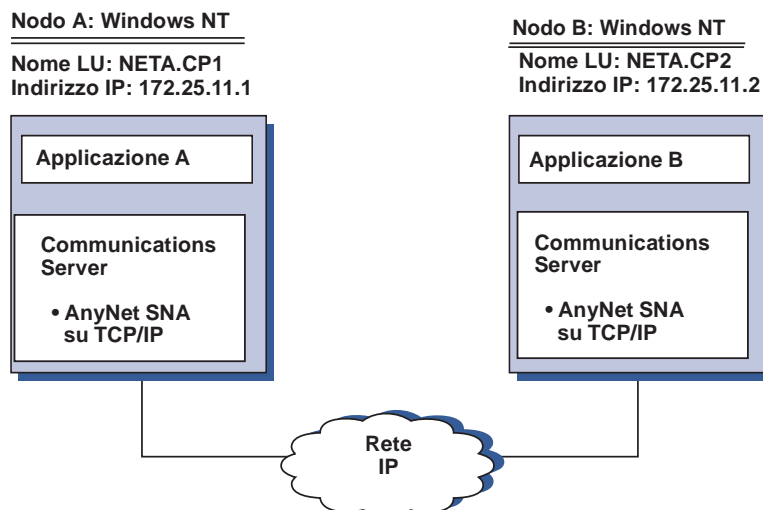 Nodo A: Windows NT
Nome LU: NETA.CP1
Indirizzo IP: 172.25.11.1
Applicazione A
Communications
Server
• AnyNet SNA
su TCP/IP
Nodo B: Windows NT
Nome LU: NETA.CP2
Indirizzo IP: 172.25.11.2
Applicazione B
Communications
Server
• AnyNet SNA
su TCP/IP
Rete
IP